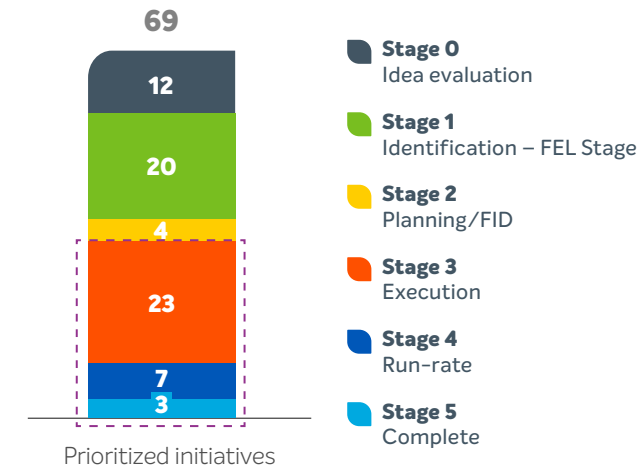 69
12
20
4
23
7
3
Prioritized initiatives
Stage 0
Idea evaluation
Stage 1
Identification – FEL Stage
Stage 2
Planning/FID
Stage 3
Execution
Stage 4
Run-rate
Stage 5
Complete